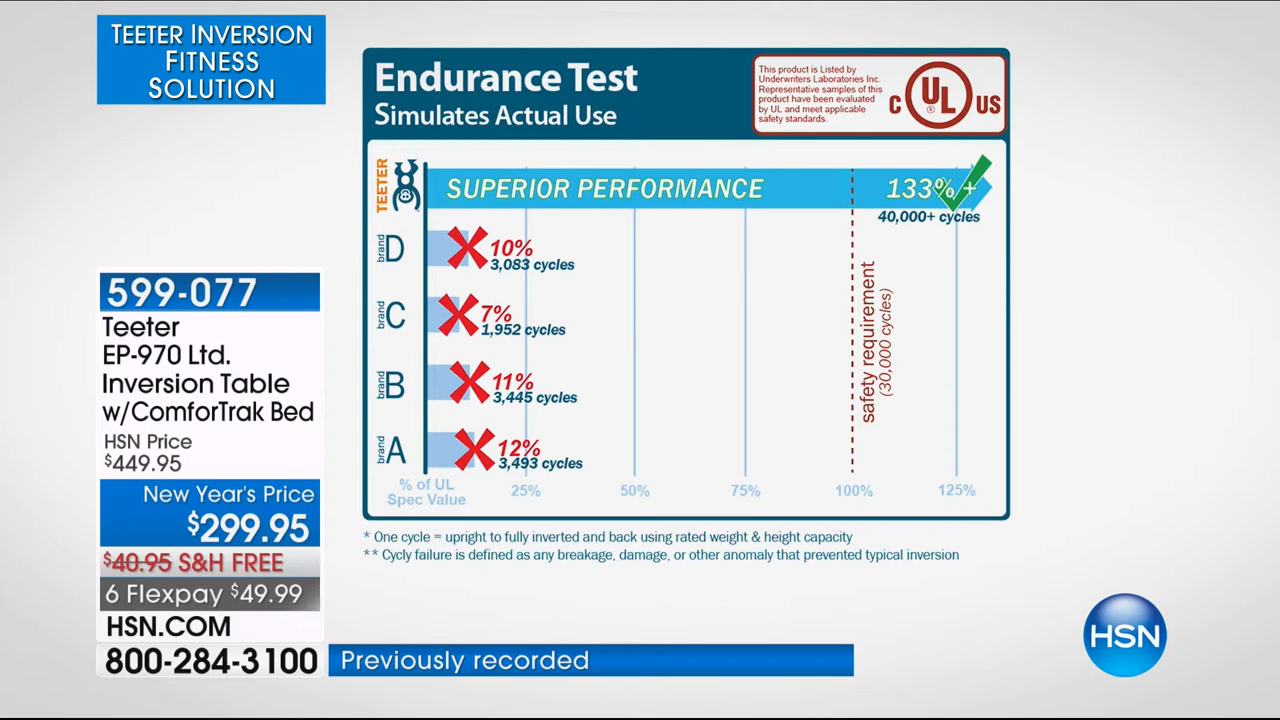 TEETER INVERSION
FITNESS
SOLUTION
Endurance Test
Simulates Actual Use
This product is Listed by
Underwriters Laboratories Inc.
Representative samples of this
product have been evaluated
by UL and meet applicable
safety standards.
C UL ® US
TEETER
SUPERIOR PERFORMANCE
133% +
40,000+ cycles
brand D
10%
3,083 cycles
brand C
7%
1,952 cycles
brand B
11%
3,445 cycles
brand A
12%
3,493 cycles
safety requirement
(30,000 cycles)
% of UL
Spec Value
25% 50% 75% 100% 125%
* One cycle = upright to fully inverted and back using rated weight & height capacity
** Cycly failure is defined as any breakage, damage, or other anomaly that prevented typical inversion
599-077
Teeter
EP-970 Ltd.
Inversion Table
w/ComforTrak Bed
HSN Price
$449.95
New Year's Price
$299.95
$40.95 S&H FREE
6 Flexpay $49.99
HSN.COM
800-284-3100
Previously recorded
HSN